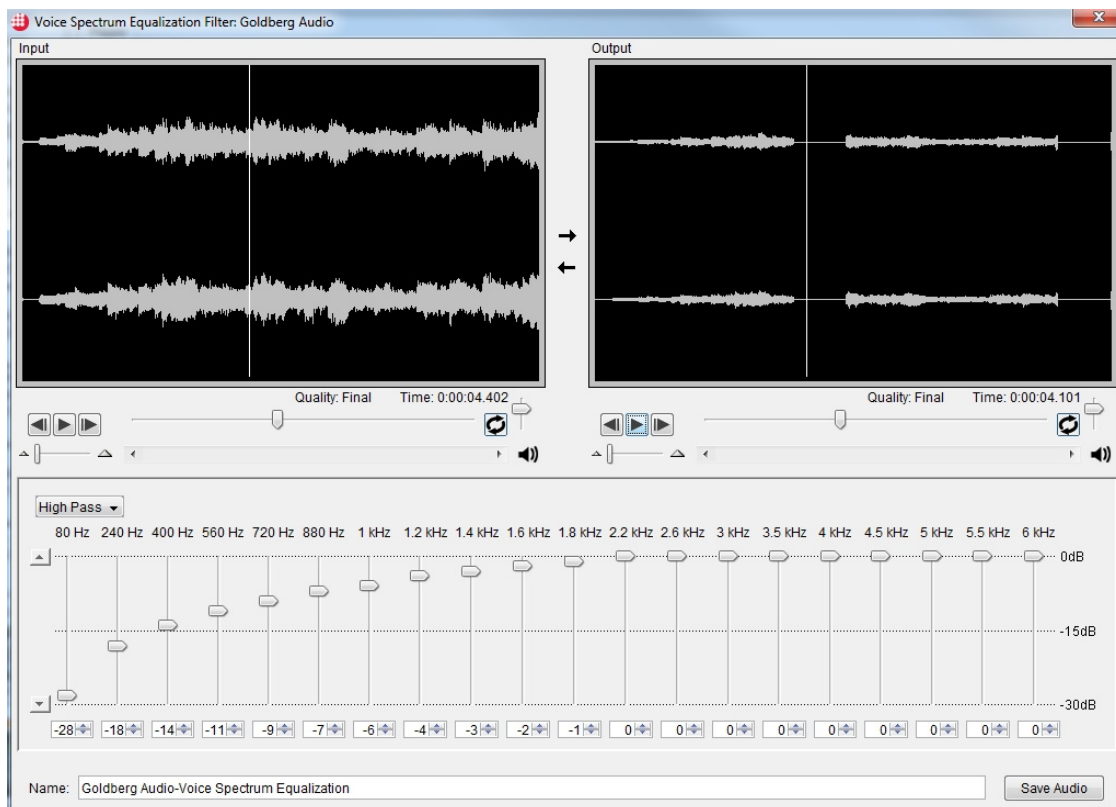 Voice Spectrum Equalization Filter: Goldberg Audio
Input
Output
Quality: Final Time: 0:00:04.402
Quality: Final Time: 0:00:04.101
High Pass
80 Hz 240 Hz 400 Hz 560 Hz 720 Hz 880 Hz 1 kHz 1.2 kHz 1.4 kHz 1.6 kHz 1.8 kHz 2.2 kHz 2.6 kHz 3 kHz 3.5 kHz 4 kHz 4.5 kHz 5 kHz 5.5 kHz 6 kHz
0dB
-15dB
-30dB
-28 -18 -14 -11 -9 -7 -6 -4 -3 -2 -1 0 0 0 0 0 0 0 0 0
Name: Goldberg Audio-Voice Spectrum Equalization
Save Audio